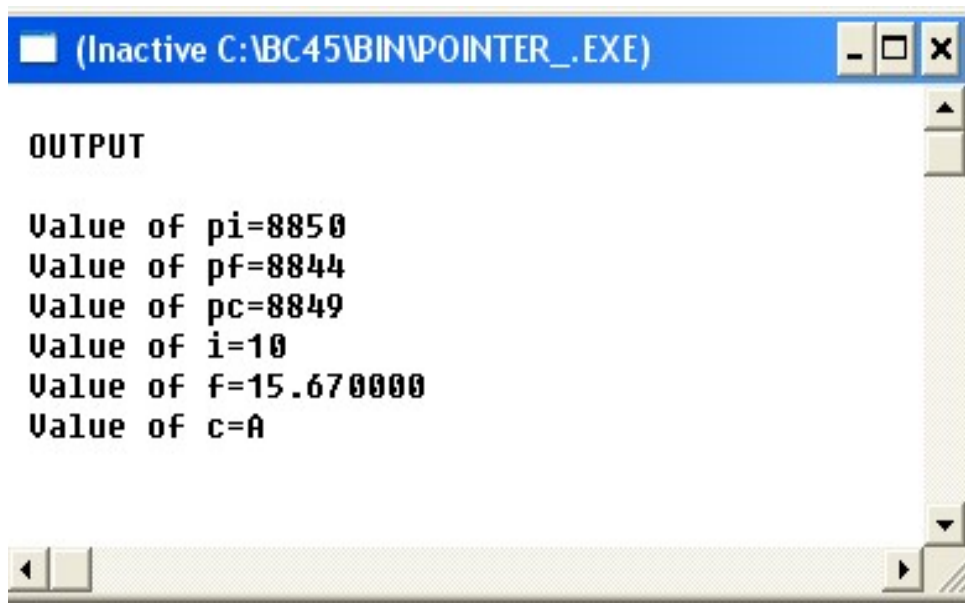 (Inactive C:\BC45\BIN\POINTER_.EXE)
OUTPUT
Value of pi=8850
Value of pf=8844
Value of pc=8849
Value of i=10
Value of f=15.670000
Value of c=A